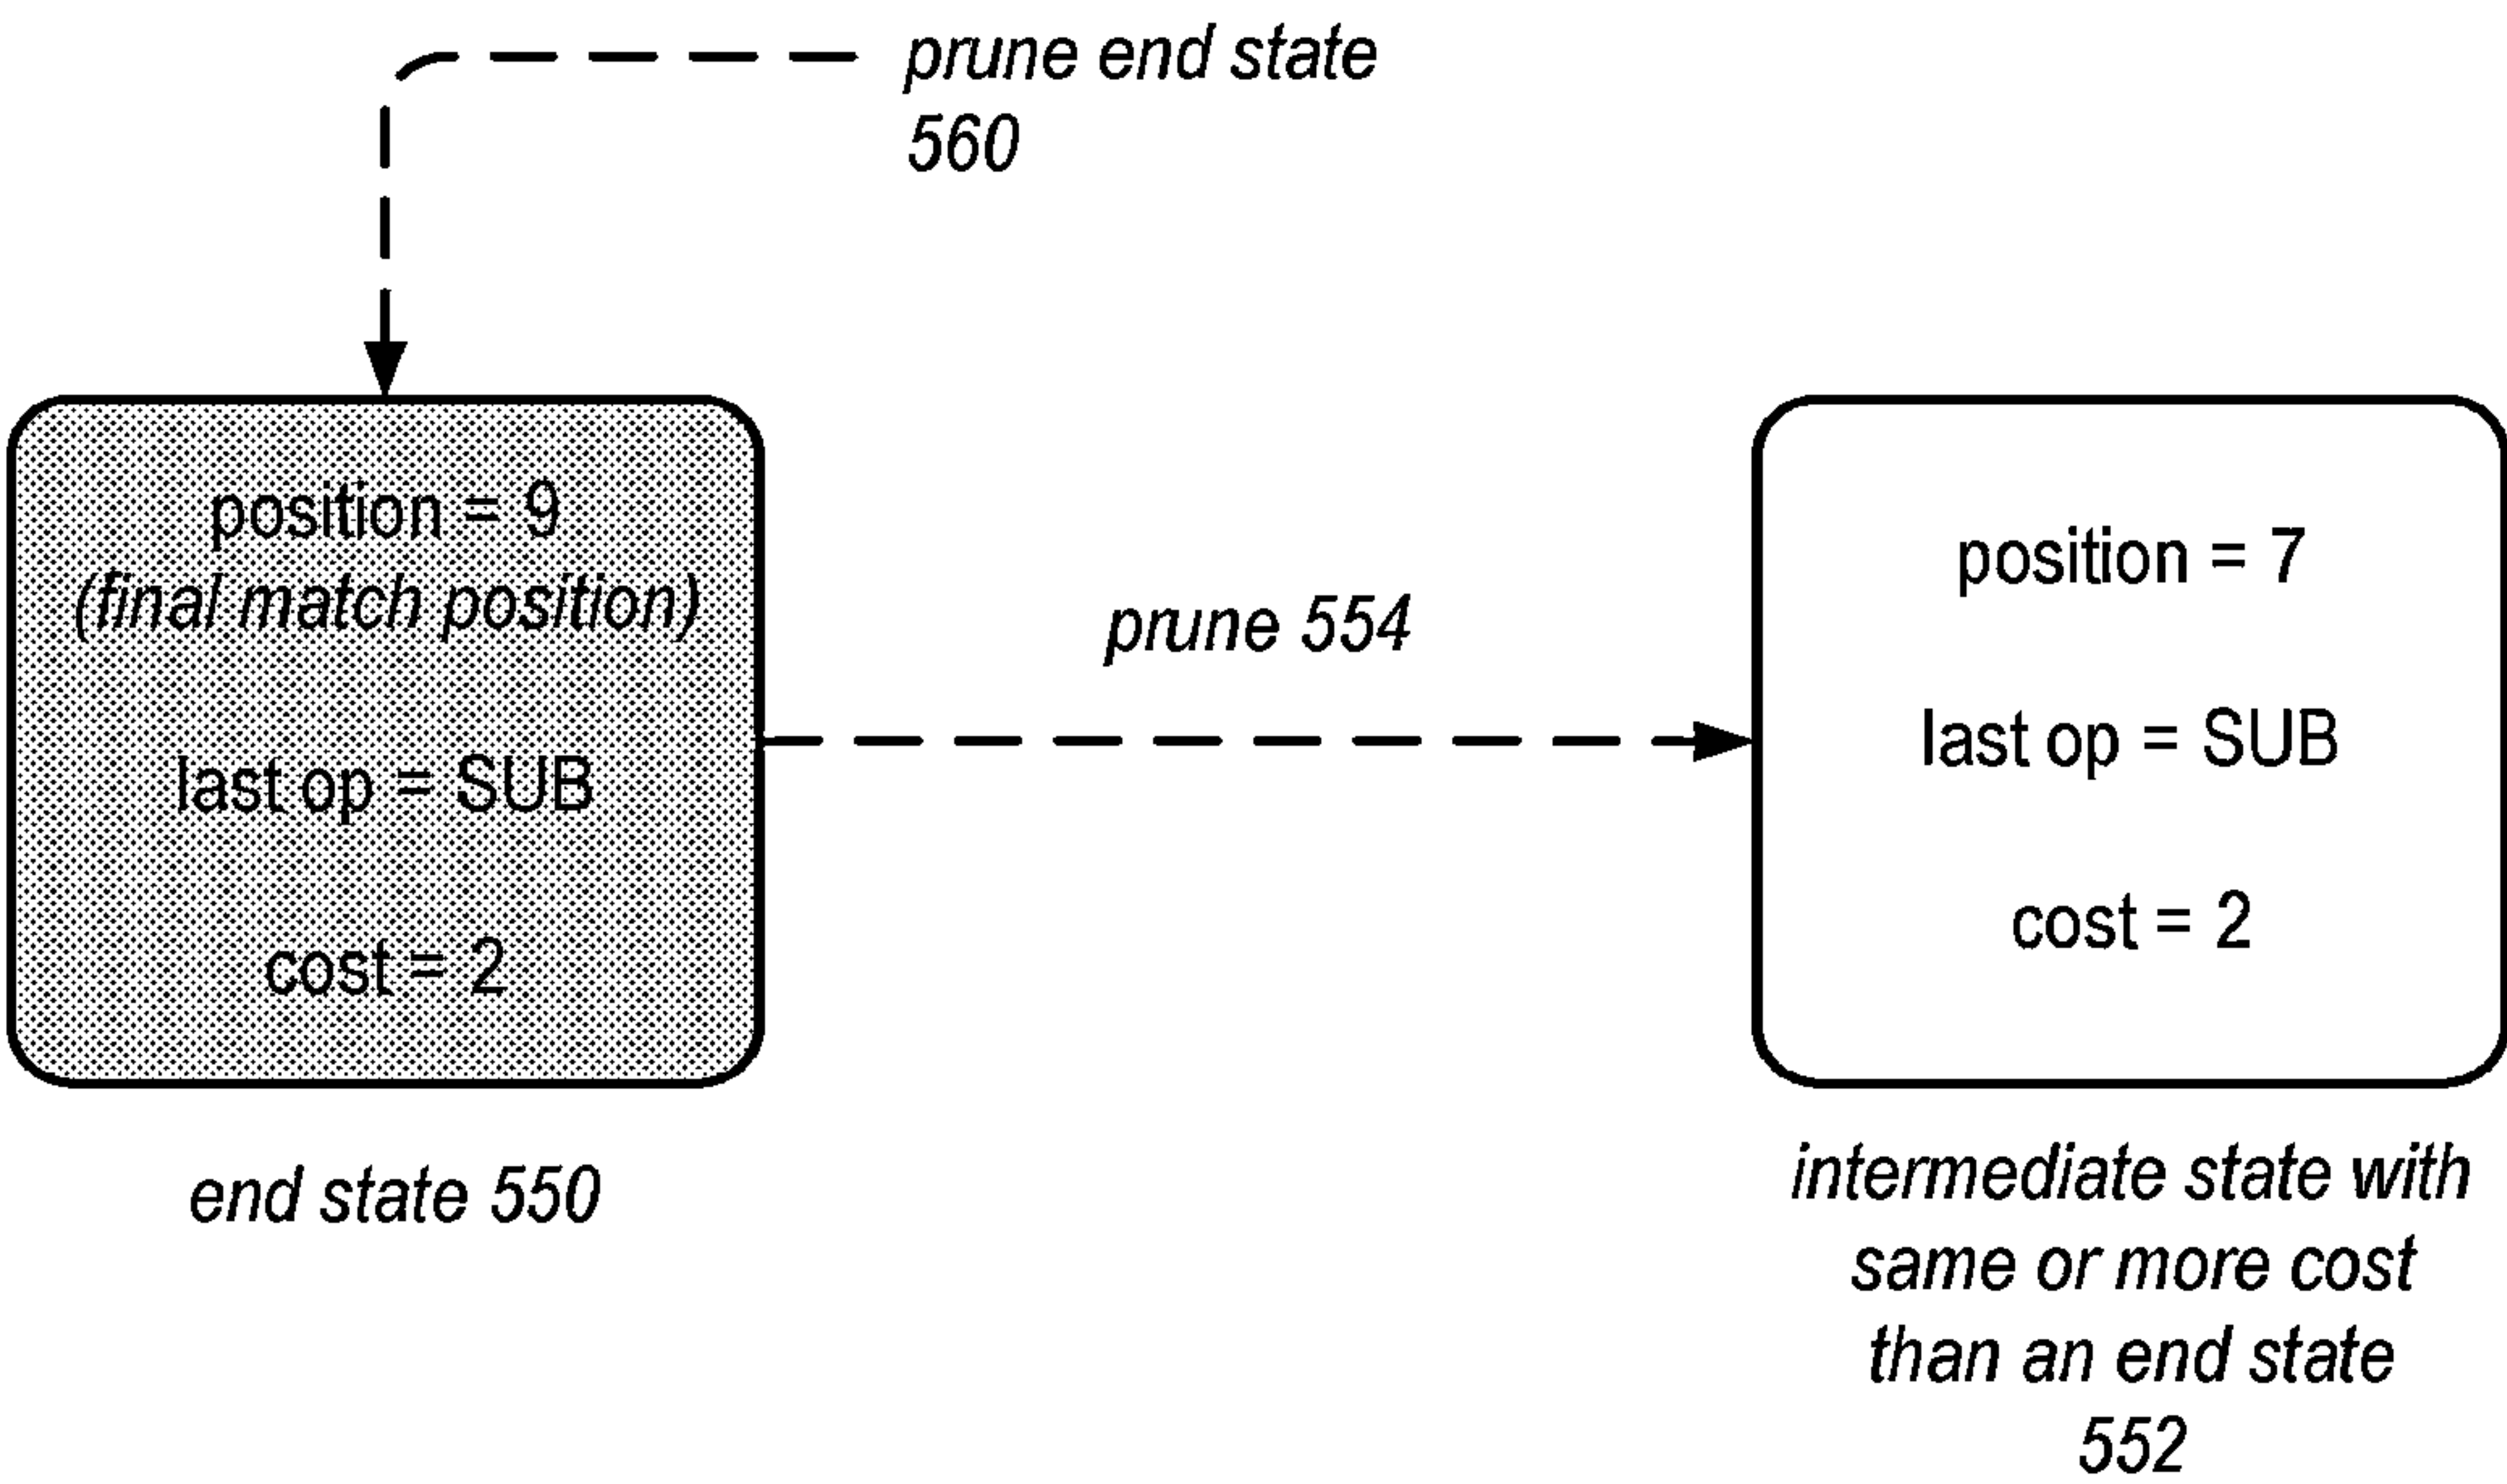 prune end state
560
position = 9
(final match position)
last op = SUB
cost = 2
end state 550
prune 554
position = 7
last op = SUB
cost = 2
intermediate state with
same or more cost
than an end state
552